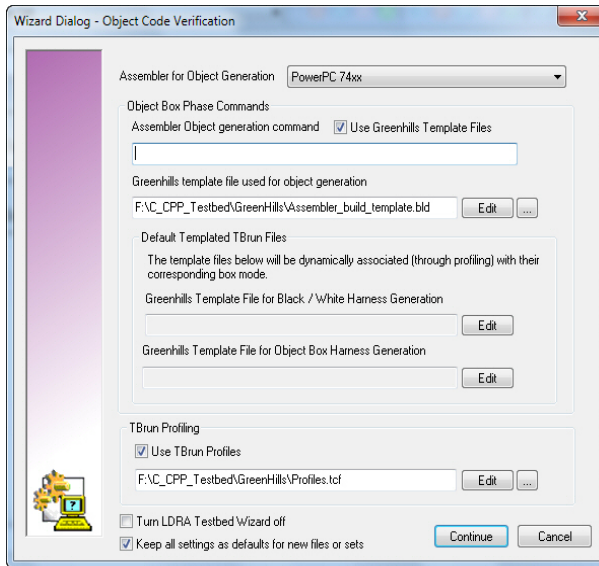 Wizard Dialog - Object Code Verification
Assembler for Object Generation PowerPC 74xx
Object Box Phase Commands
Assembler Object generation command Use Greenhills Template Files
Greenhills template file used for object generation
F:\C_CPP_Testbed\GreenHills\Assembler_build_template.bld Edit ...
Default Templated TBrun Files
The template files below will be dynamically associated (through profiling) with their
corresponding box mode.
Greenhills Template File for Black / White Harness Generation
Edit
Greenhills Template File for Object Box Harness Generation
Edit
TBrun Profiling
Use TBrun Profiles
F:\C_CPP_Testbed\GreenHills\Profiles.tcf Edit ...
Turn LDRA Testbed Wizard off
Keep all settings as defaults for new files or sets
Continue Cancel